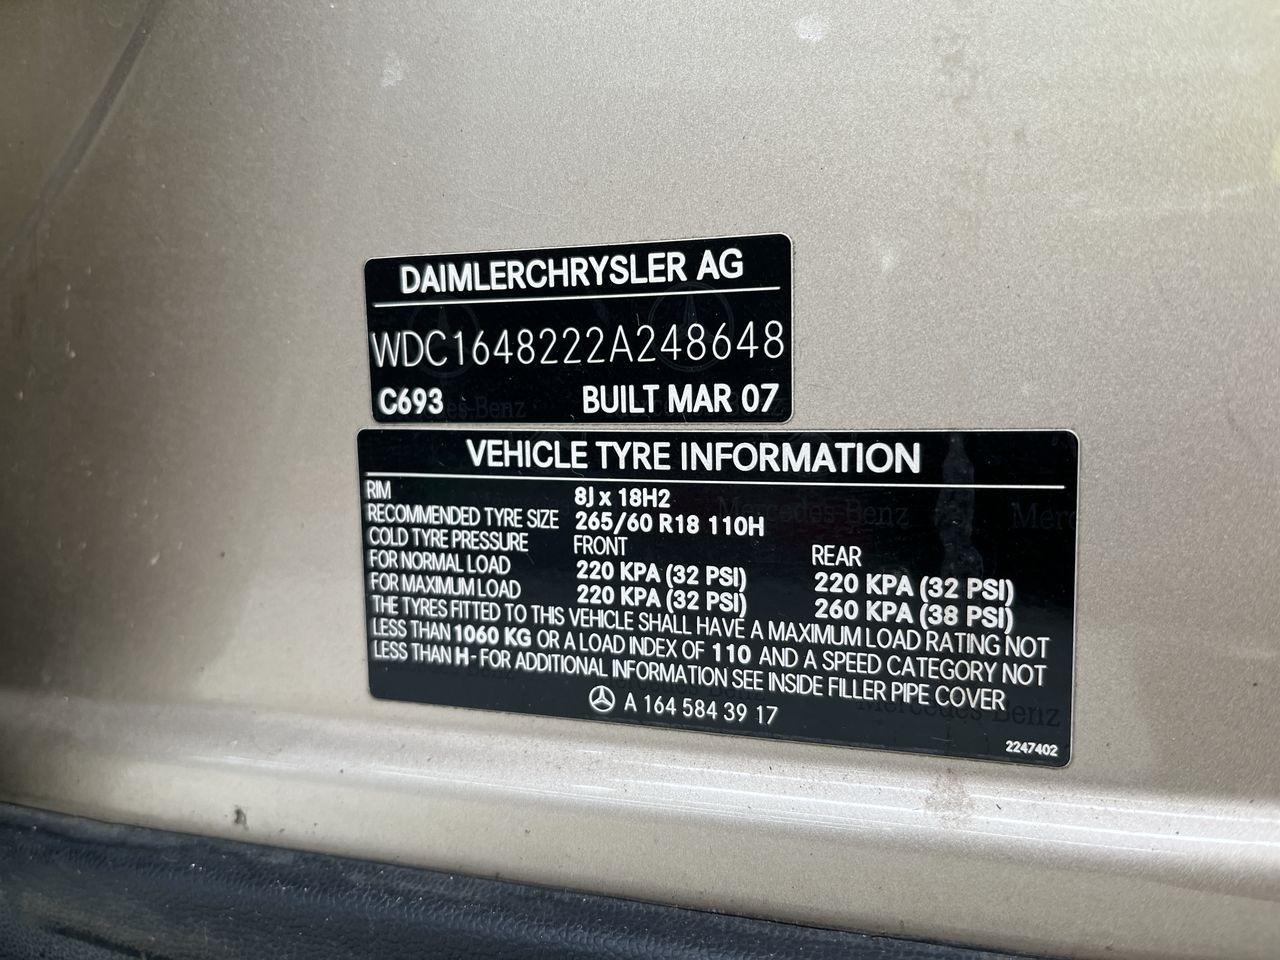 DAIMLERCHRYSLER AG
WDC1648222A248648
C693 BUILT MAR 07
VEHICLE TYRE INFORMATION
RIM 8J x 18H2
RECOMMENDED TYRE SIZE 265/60 R18 110H
COLD TYRE PRESSURE FRONT REAR
FOR NORMAL LOAD 220 KPA (32 PSI) 220 KPA (32 PSI)
FOR MAXIMUM LOAD 220 KPA (32 PSI) 260 KPA (38 PSI)
THE TYRES FITTED TO THIS VEHICLE SHALL HAVE A MAXIMUM LOAD RATING NOT
LESS THAN 1060 KG OR A LOAD INDEX OF 110 AND A SPEED CATEGORY NOT
LESS THAN H - FOR ADDITIONAL INFORMATION SEE INSIDE FILLER PIPE COVER
A 164 584 39 17
2247402